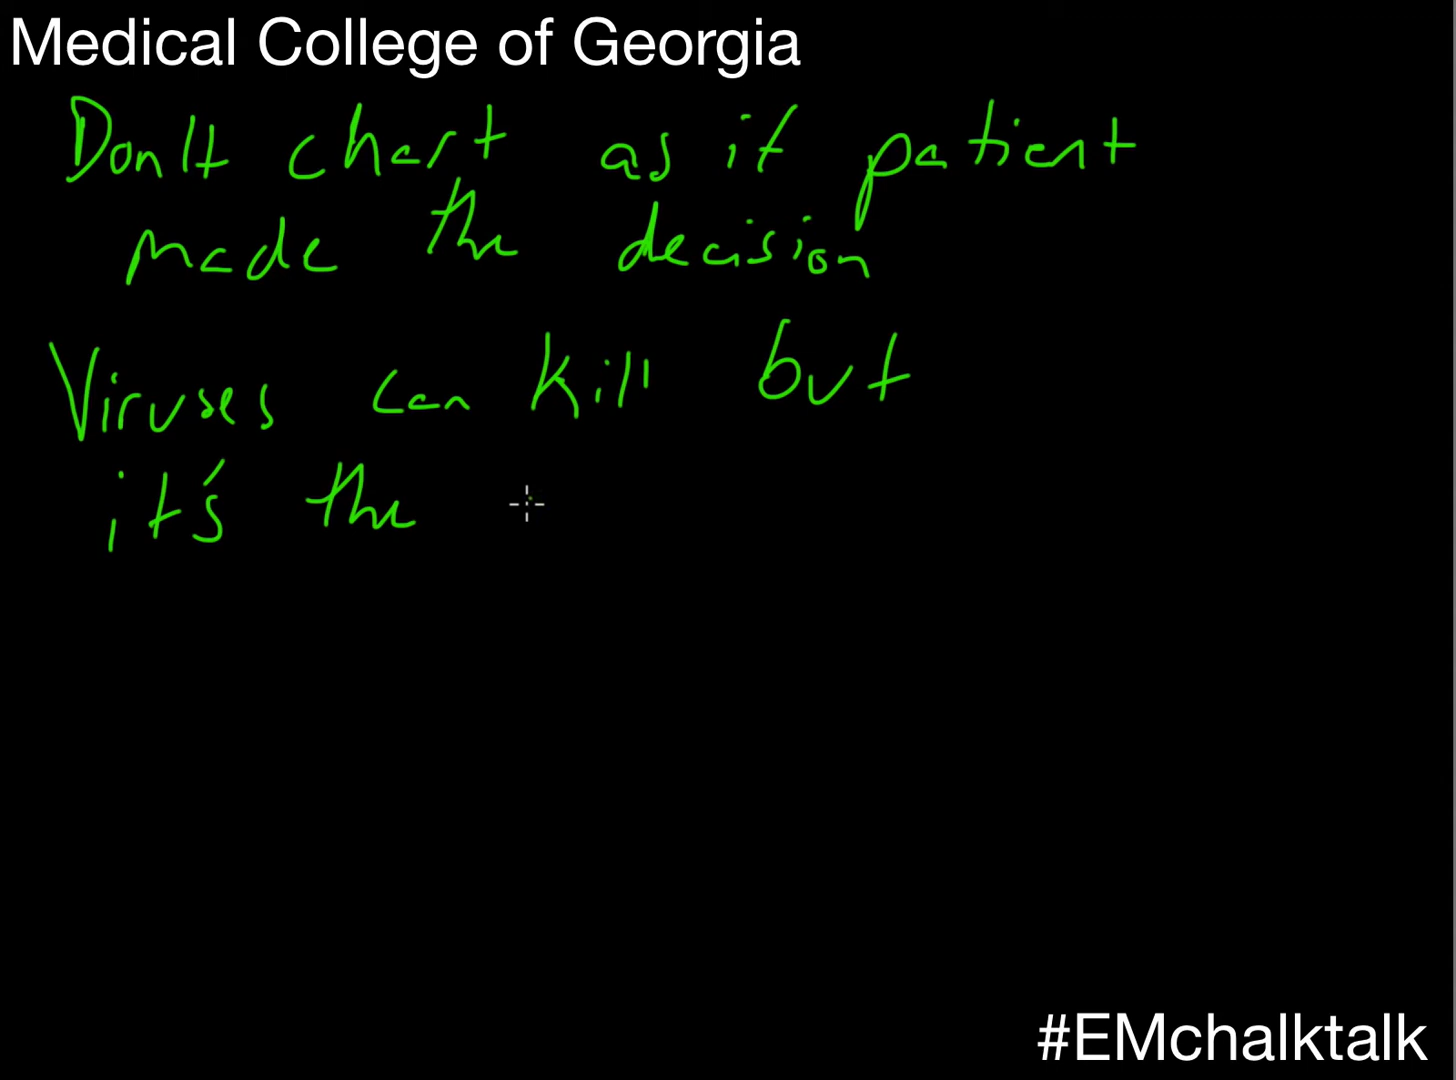 Medical College of Georgia
Don't chart as if patient
made the decision
Viruses can kill but
it's the
#EMchalktalk